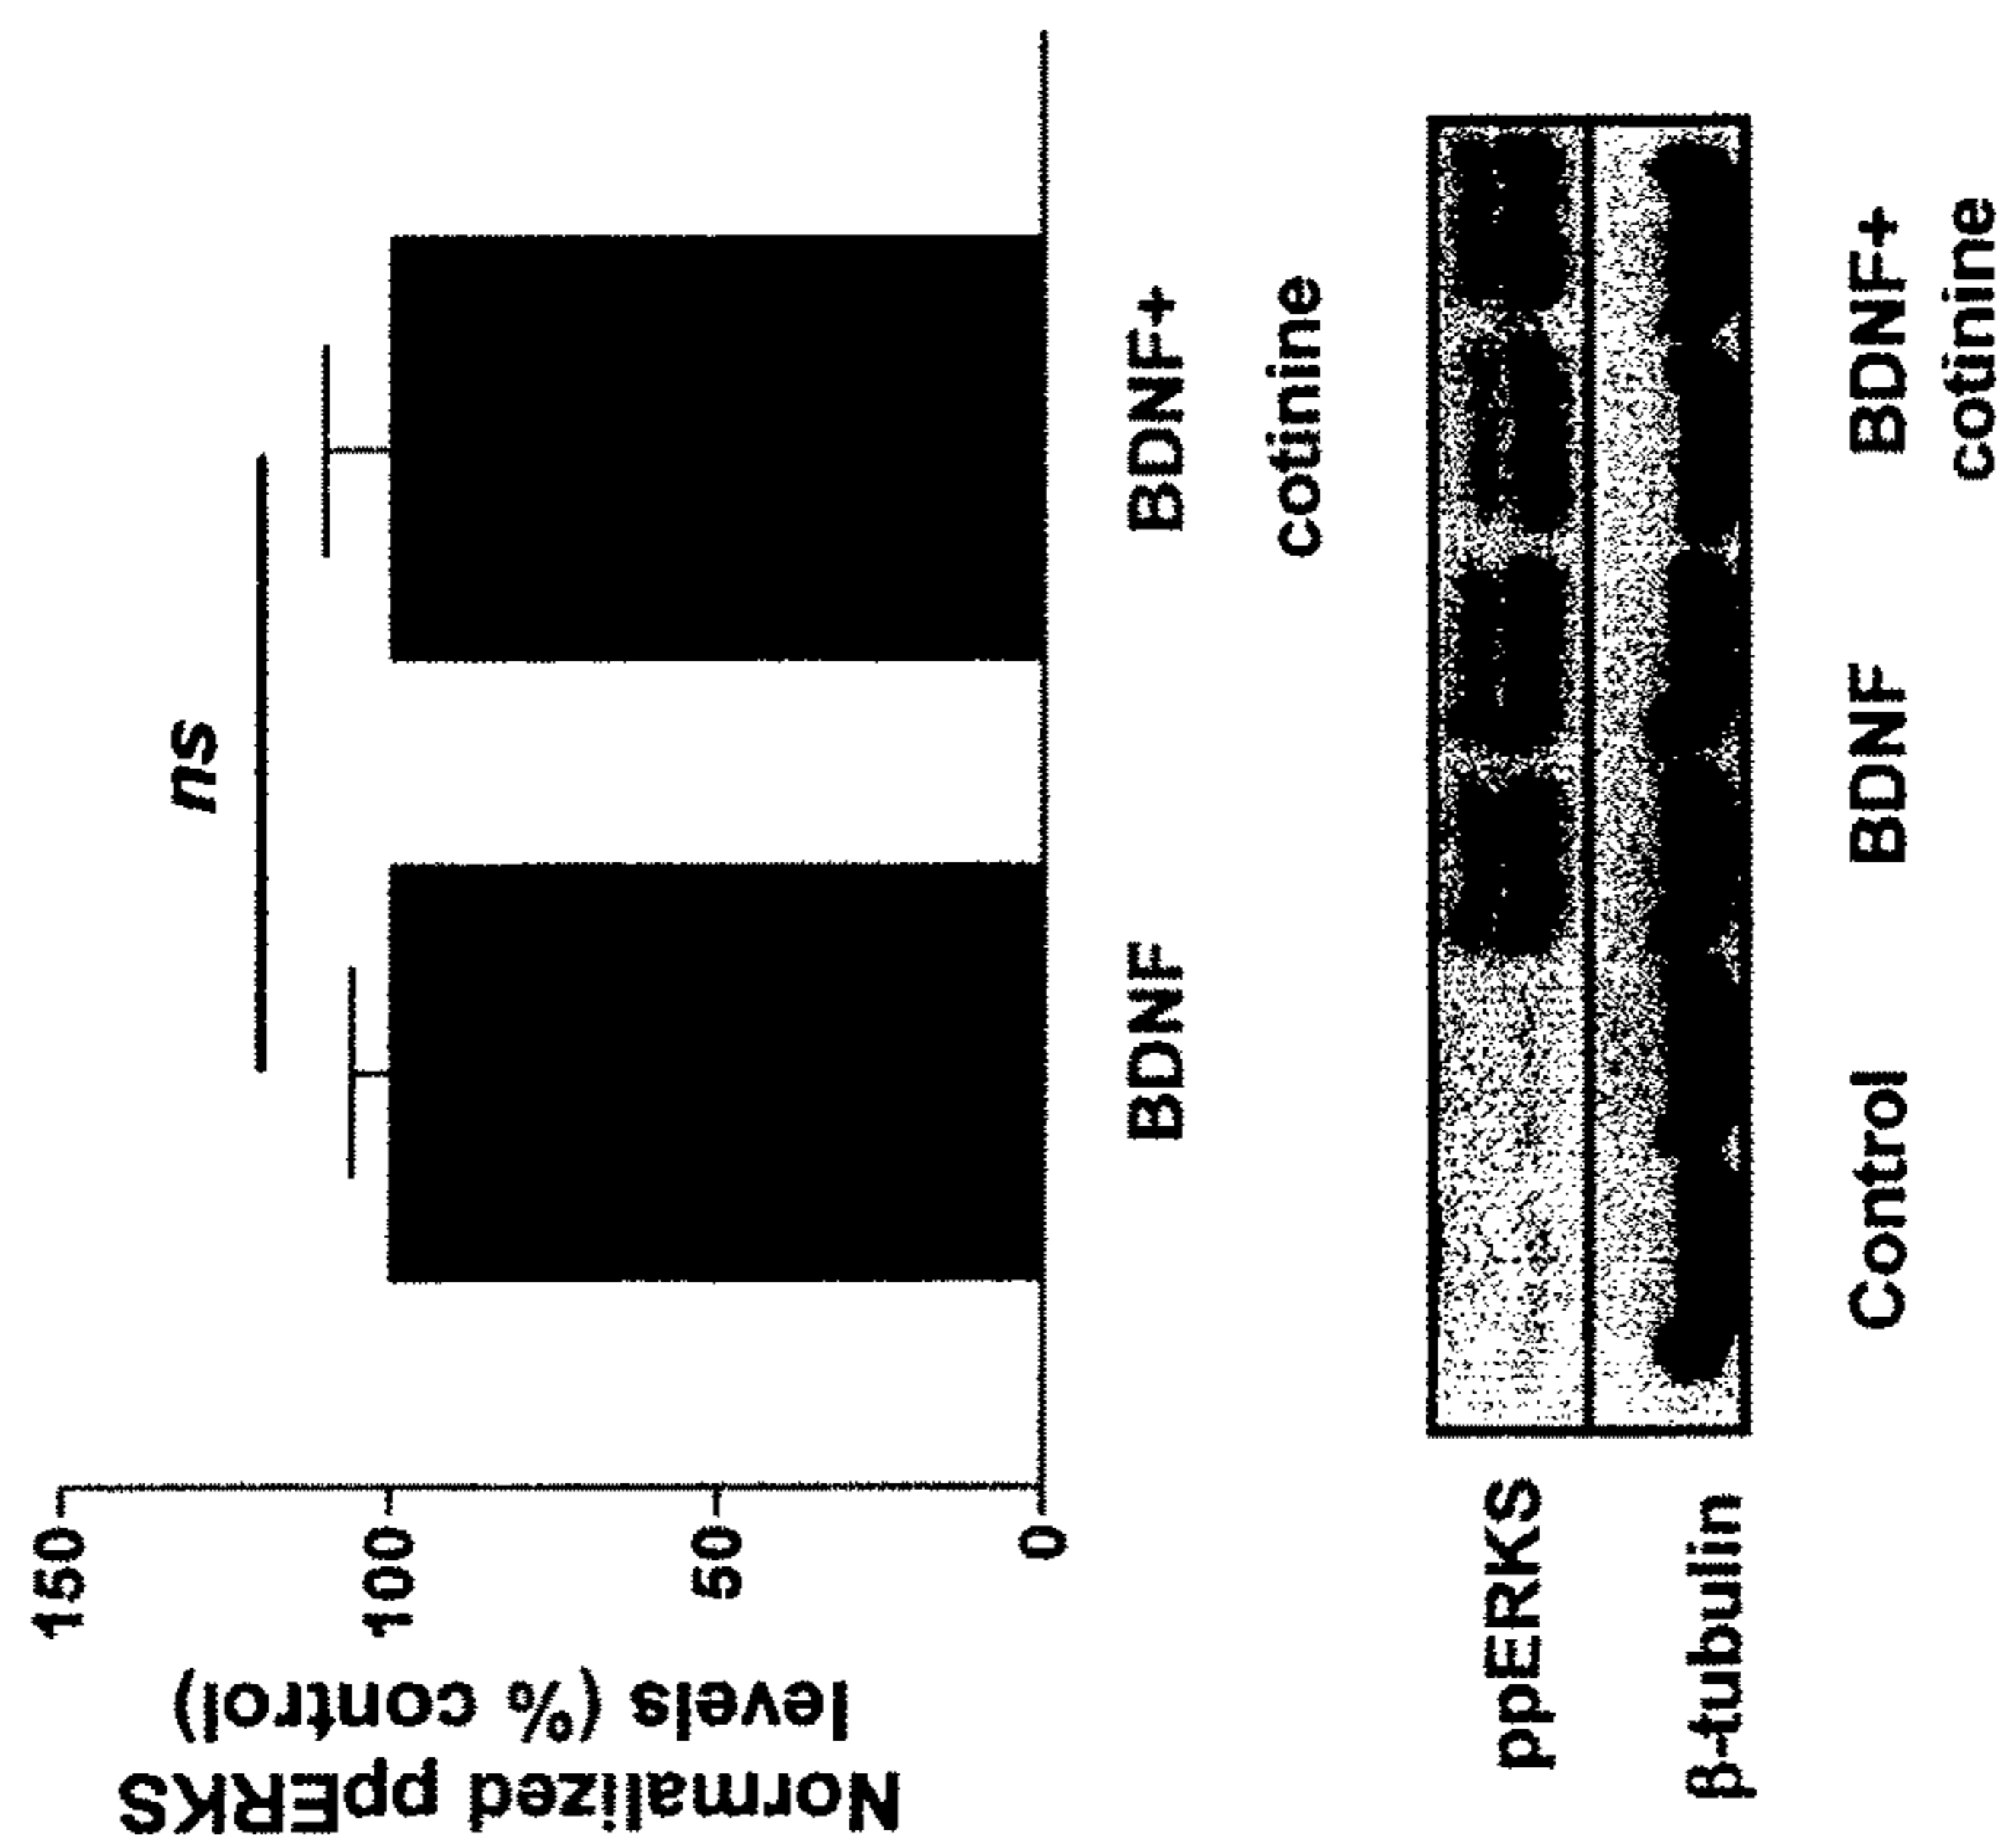 Normalized ppERKS
levels (% control)
150
100
50
0
ns
BDNF
BDNF+
cotinine
ppERKS
β-tubulin
Control
BDNF
BDNF+
cotinine